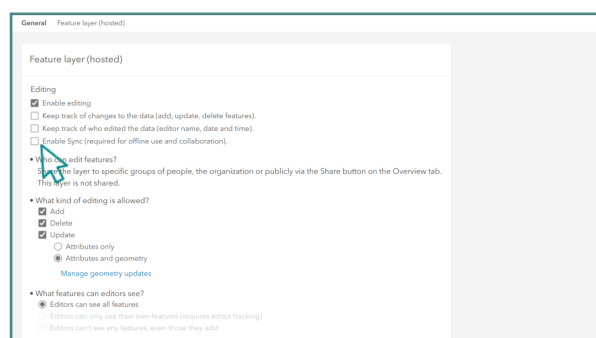 General Feature layer (hosted)
Feature layer (hosted)
Editing
Enable editing
Keep track of changes to the data (add, update, delete features).
Keep track of who edited the data (editor name, date and time).
Enable Sync (required for offline use and collaboration).
• Who can edit features?
Share the layer to specific groups of people, the organization or publicly via the Share button on the Overview tab.
This layer is not shared.
• What kind of editing is allowed?
Add
Delete
Update
Attributes only
Attributes and geometry
Manage geometry updates
• What features can editors see?
Editors can see all features
Editors can only see their own features (requires editor tracking)
Editors can't see any features, even those they add